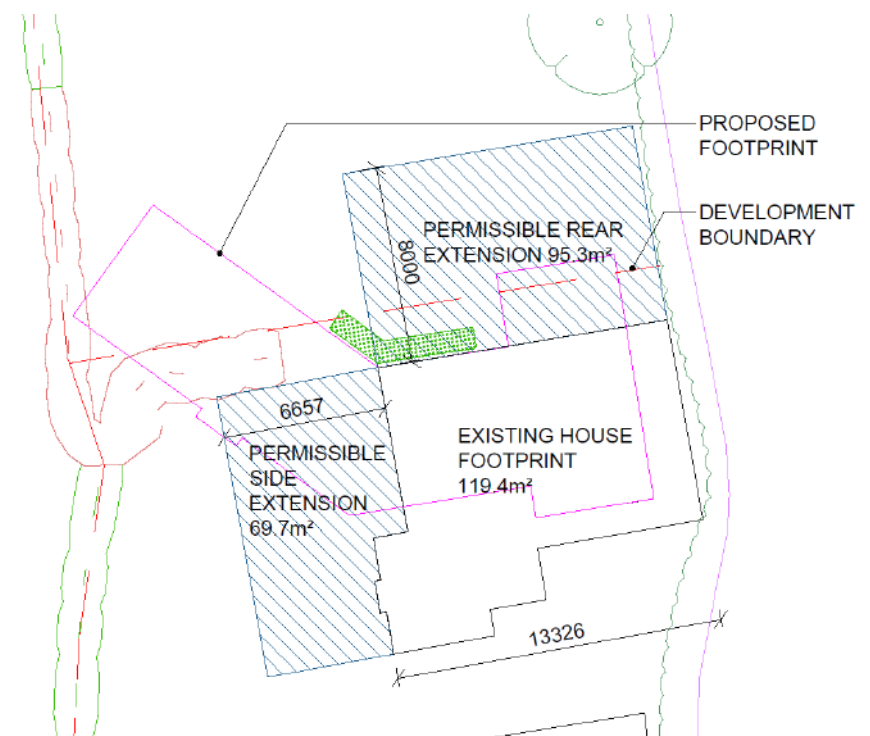 PROPOSED
FOOTPRINT
DEVELOPMENT
BOUNDARY
PERMISSIBLE REAR
EXTENSION 95.3m²
8000
6657
PERMISSIBLE
SIDE
EXTENSION
69.7m²
EXISTING HOUSE
FOOTPRINT
119.4m²
13326